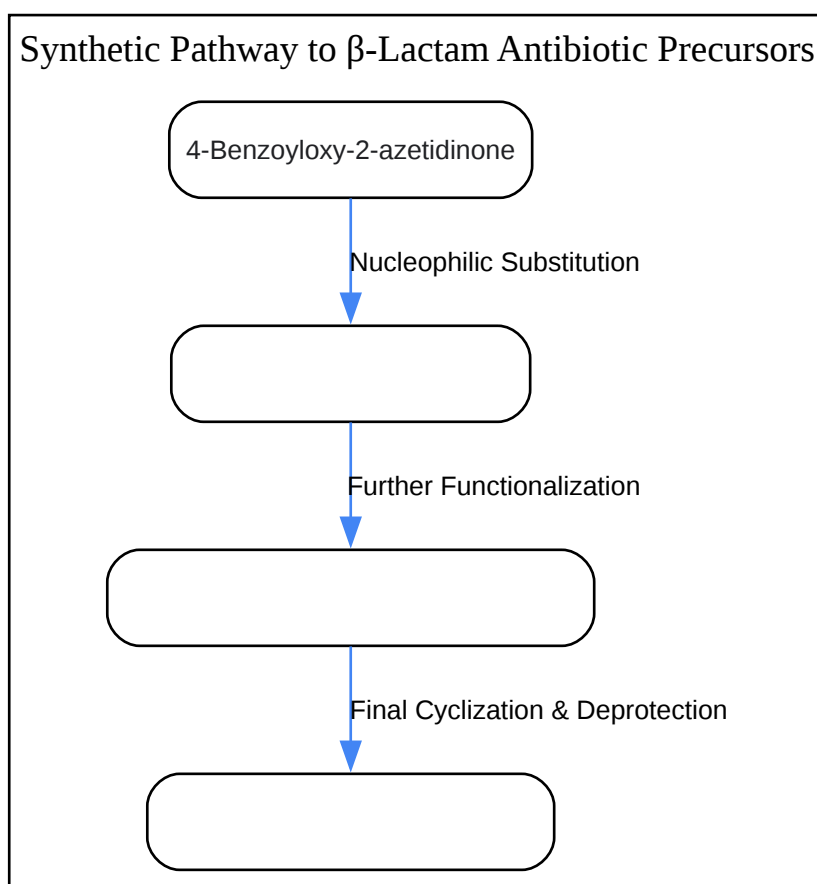 Synthetic Pathway to β-Lactam Antibiotic Precursors
4-Benzoyloxy-2-azetidinone
Nucleophilic Substitution
Further Functionalization
Final Cyclization & Deprotection